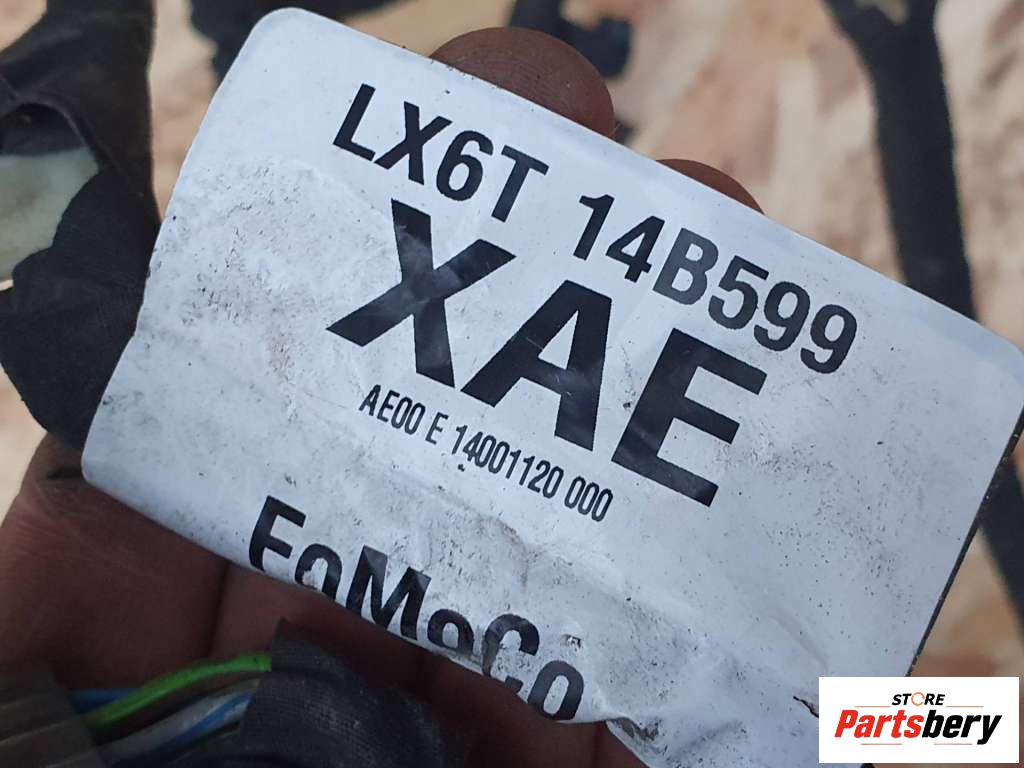 LX6T 14B599
XAE
AE00 E 14001120 000
FoMoCo
STORE
Partsbery